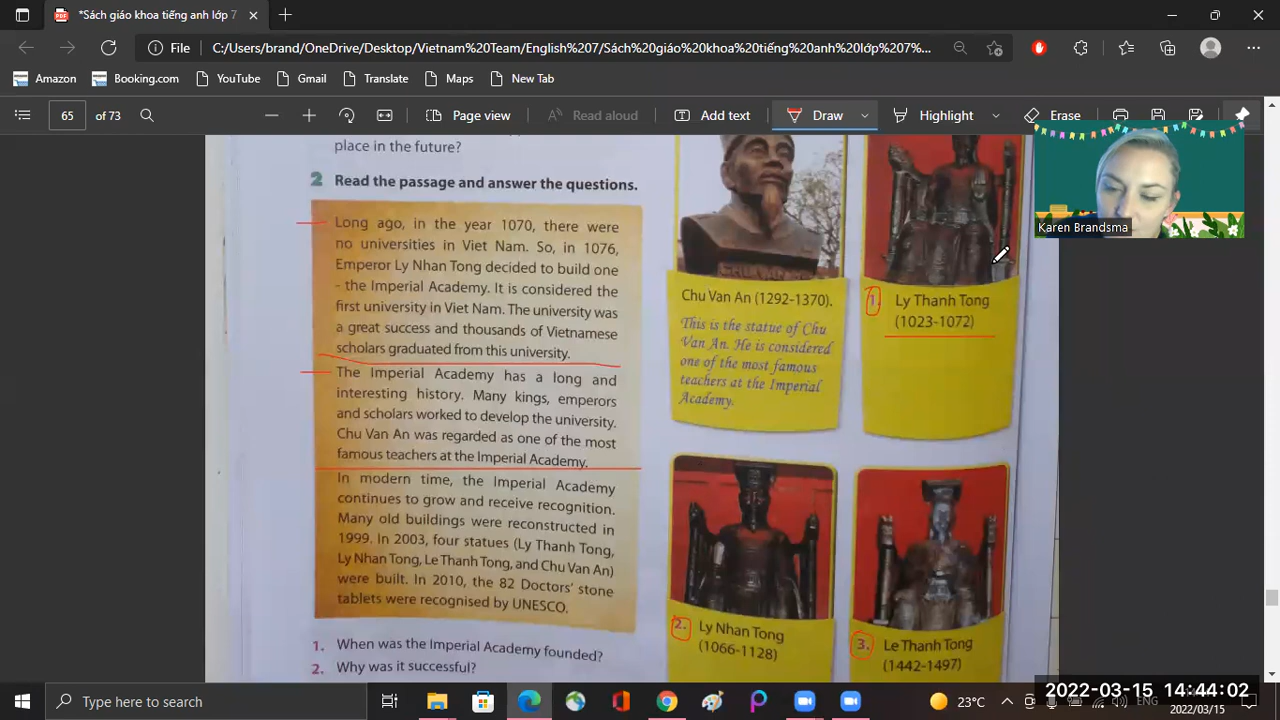 *Sách giáo khoa tiếng anh lớp 7
File
C:/Users/brand/OneDrive/Desktop/Vietnam%20Team/English%207/Sách%20giáo%20khoa%20tiếng%20anh%20lớp%207%...
Amazon
Booking.com
YouTube
Gmail
Translate
Maps
New Tab
65 of 73
Page view
Read aloud
Add text
Draw
Highlight
Erase
place in the future?
2 Read the passage and answer the questions.
Long ago, in the year 1070, there were
no universities in Viet Nam. So, in 1076,
Emperor Ly Nhan Tong decided to build one
- the Imperial Academy. It is considered the
first university in Viet Nam. The university was
a great success and thousands of Vietnamese
scholars graduated from this university.
The Imperial Academy has a long and
interesting history. Many kings, emperors
and scholars worked to develop the university.
Chu Van An was regarded as one of the most
famous teachers at the Imperial Academy.
In modern time, the Imperial Academy
continues to grow and receive recognition.
Many old buildings were reconstructed in
1999. In 2003, four statues (Ly Thanh Tong,
Ly Nhan Tong, Le Thanh Tong, and Chu Van An)
were built. In 2010, the 82 Doctors' stone
tablets were recognised by UNESCO.
1. When was the Imperial Academy founded?
2. Why was it successful?
CHU VAN AN
Chu Van An (1292-1370).
This is the statue of Chu
Van An. He is considered
one of the most famous
teachers at the Imperial
Academy.
1. Ly Thanh Tong
(1023-1072)
2. Ly Nhan Tong
(1066-1128)
3. Le Thanh Tong
(1442-1497)
Karen Brandsma
Type here to search
23°C
ENG
2022-03-15 14:44:02
2022/03/15